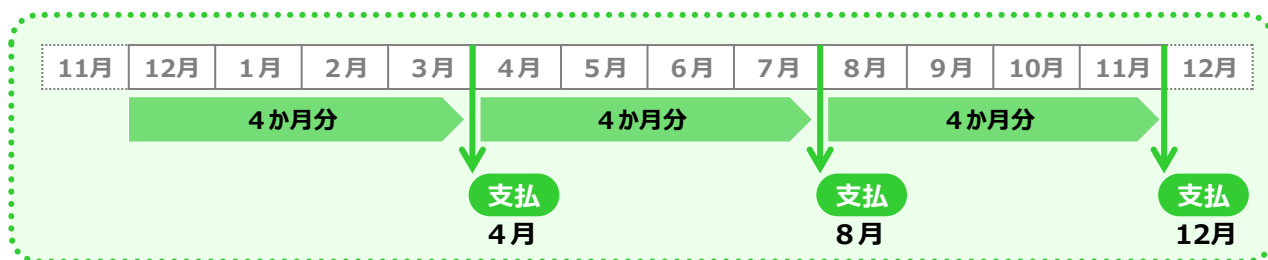 11月 12月 1月 2月 3月 4月 5月 6月 7月 8月 9月 10月 11月 12月
4か月分 4か月分 4か月分
支払 支払 支払
4月 8月 12月